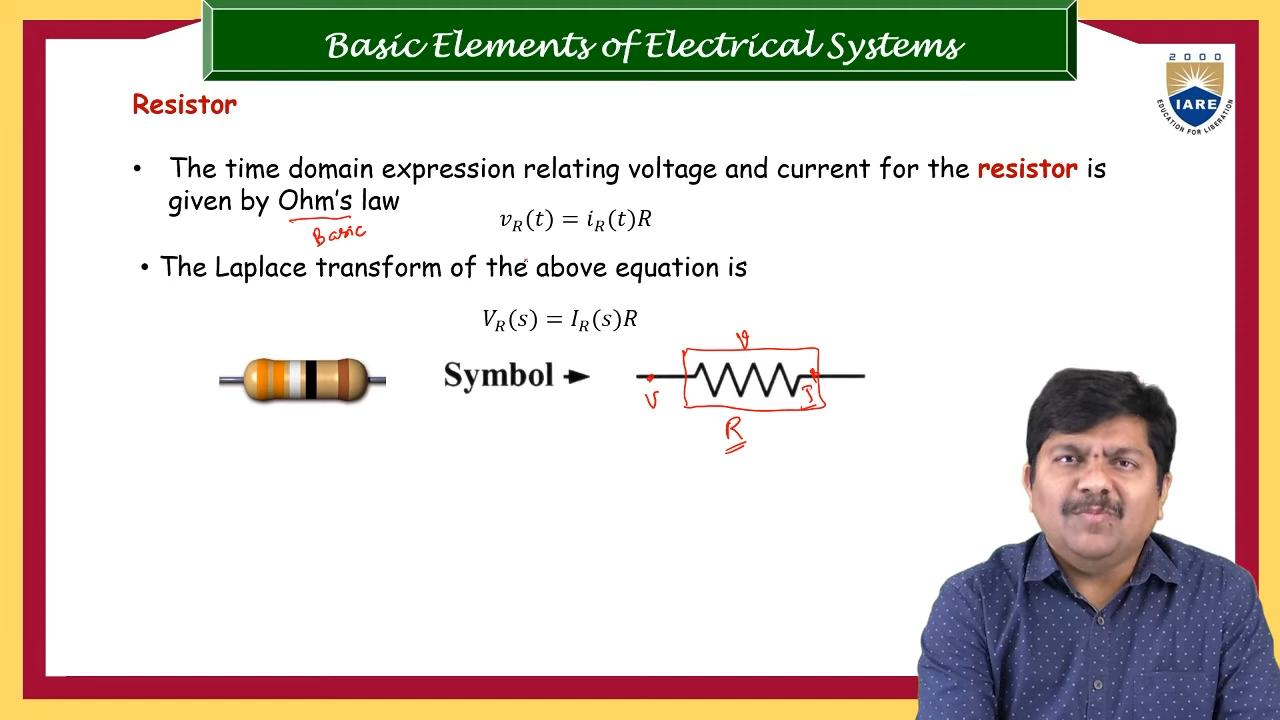 Basic Elements of Electrical Systems
2000
IARE
EDUCATION FOR LIBERATION
Resistor
• The time domain expression relating voltage and current for the resistor is
given by Ohm's law
Basic
v_R(t) = i_R(t)R
• The Laplace transform of the above equation is
V_R(s) = I_R(s)R
V
Symbol
V
I
R